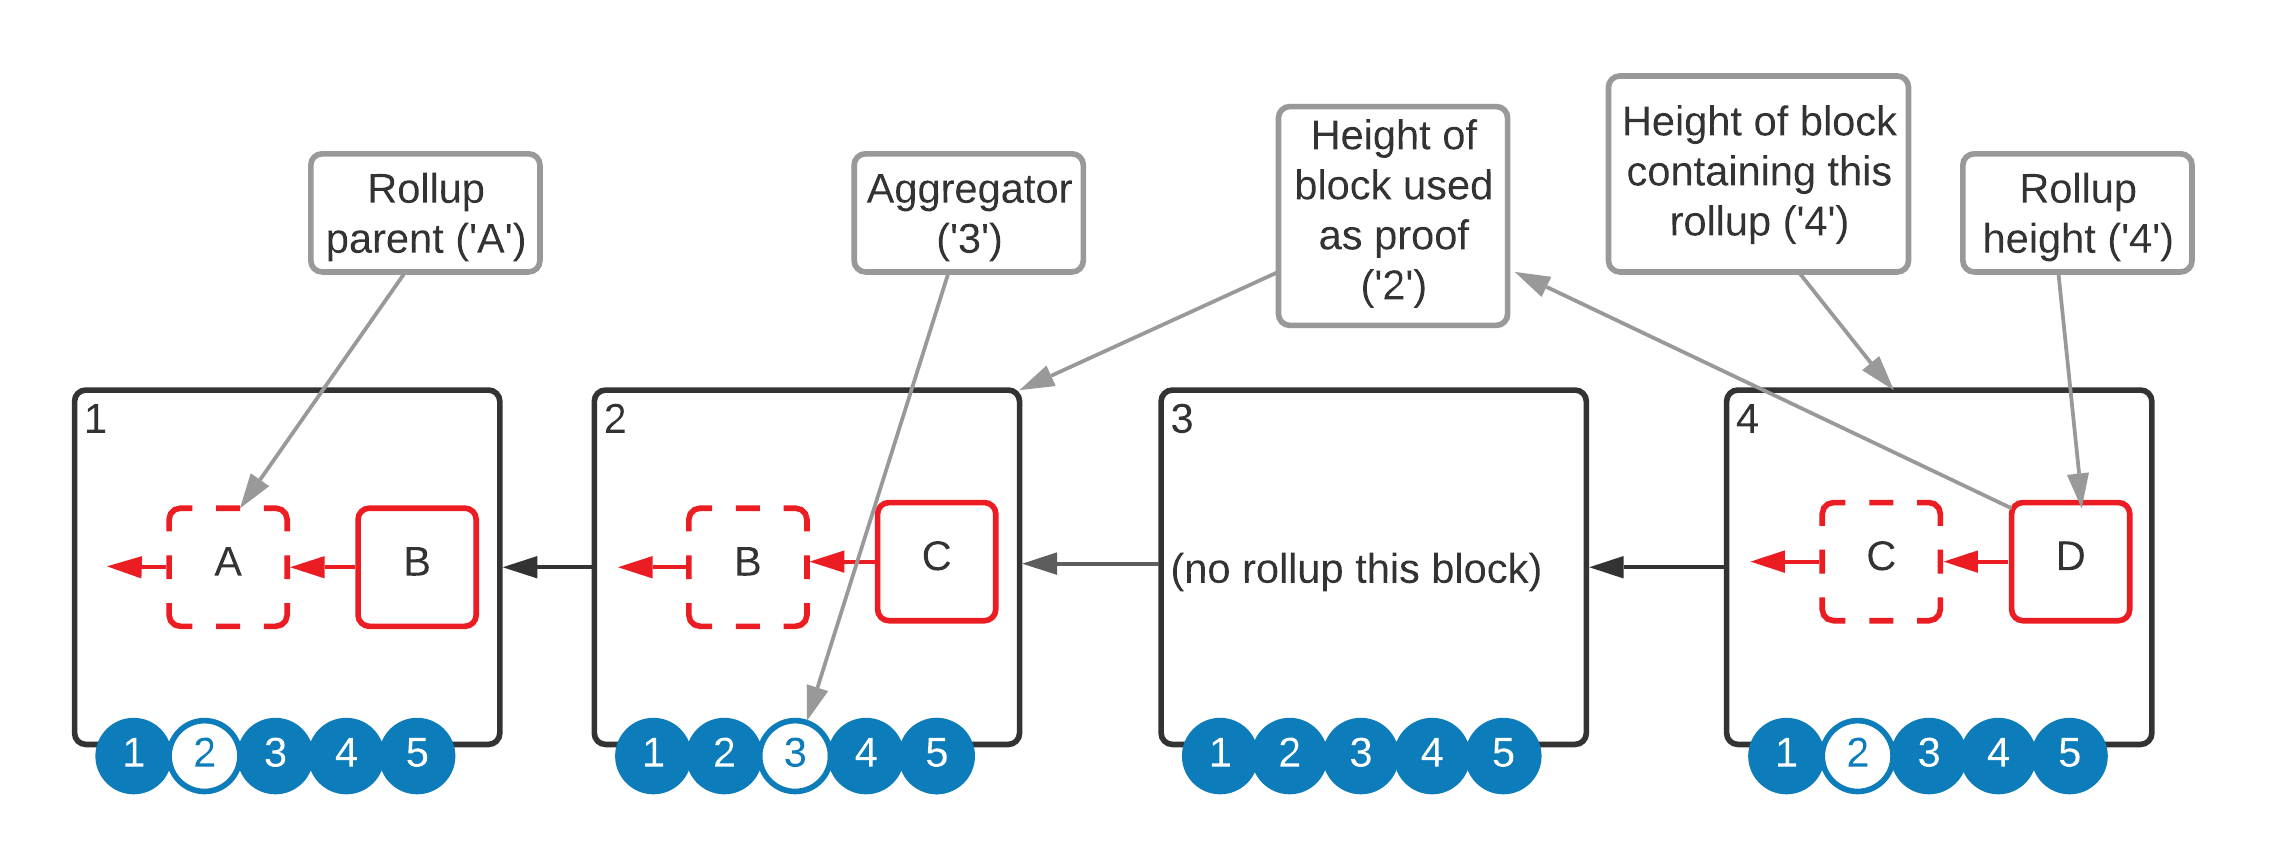 Rollup
parent ('A')
Aggregator
('3')
Height of
block used
as proof
('2')
Height of block
containing this
rollup ('4')
Rollup
height ('4')
1
A
B
1 2 3 4 5
2
B
C
1 2 3 4 5
3
(no rollup this block)
1 2 3 4 5
4
C
D
1 2 3 4 5